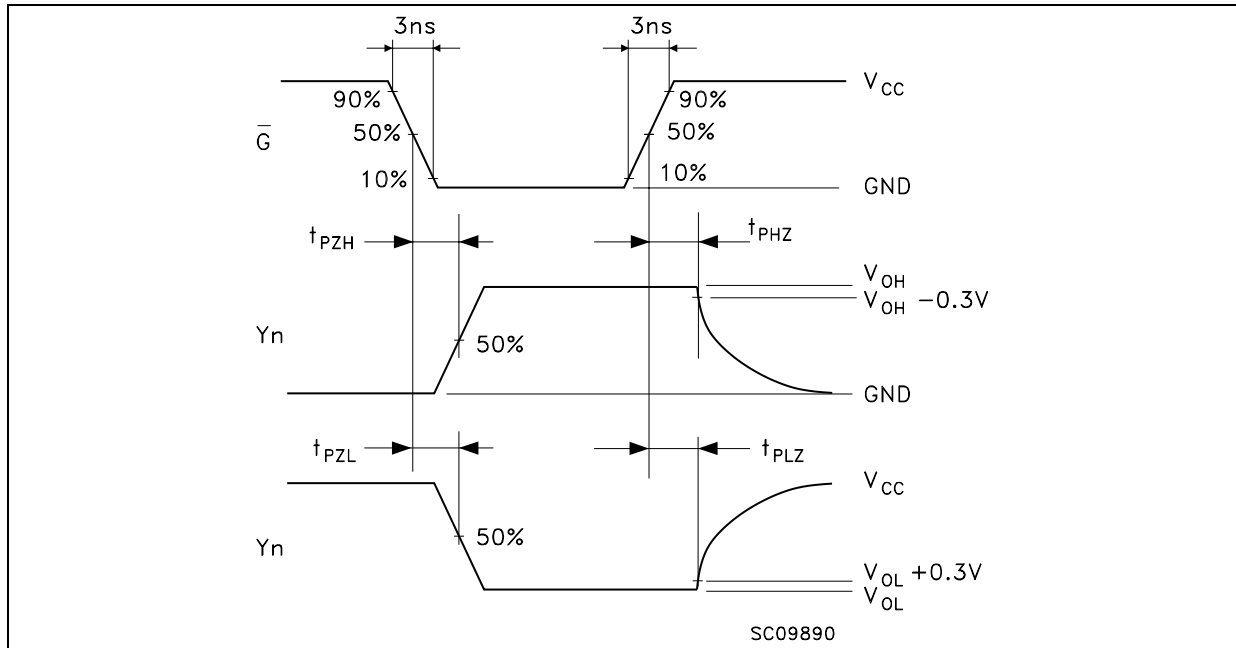 3ns 3ns
V_CC
90% 90%
G̅ 50% 50%
10% 10%
GND
t_PZH t_PHZ
V_OH
V_OH −0.3V
Yn 50%
GND
t_PZL t_PLZ
V_CC
50%
Yn
V_OL +0.3V
V_OL
SC09890